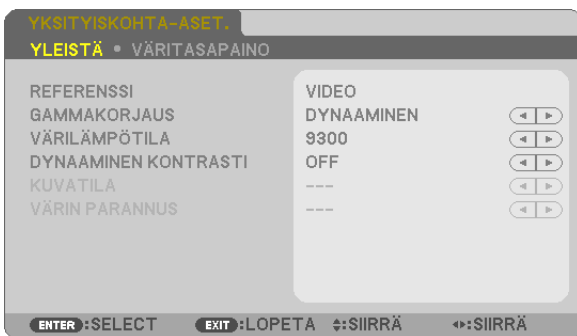 YKSITYISKOHTA-ASET.
YLEISTÄ • VÄRITASAPAINO
REFERENSSI VIDEO
GAMMAKORJAUS DYNAAMINEN
VÄRILÄMPÖTILA 9300
DYNAAMINEN KONTRASTI OFF
KUVATILA ---
VÄRIN PARANNUS ---
ENTER :SELECT EXIT :LOPETA :SIIRRÄ :SIIRRÄ